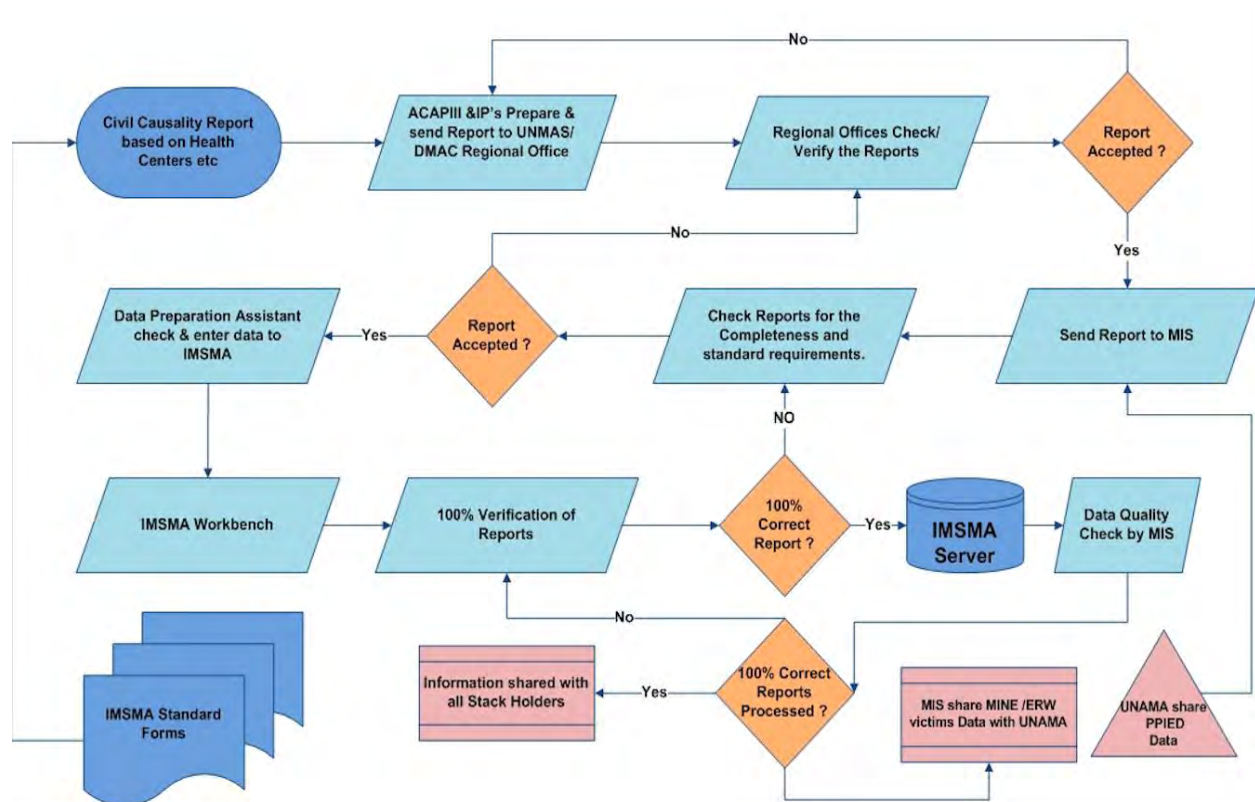 No
Civil Causality Report
based on Health
Centers etc
ACAPIII &IP's Prepare &
send Report to UNMAS/
DMAC Regional Office
Regional Offices Check/
Verify the Reports
Report
Accepted ?
No
Yes
Data Preparation Assistant
check & enter data to
IMSMA
Yes
Report
Accepted ?
Check Reports for the
Completeness and
standard requirements.
Send Report to MIS
NO
IMSMA Workbench
100% Verification of
Reports
100%
Correct
Report ?
Yes
IMSMA
Server
Data Quality
Check by MIS
No
IMSMA Standard
Forms
Information shared with
all Stack Holders
Yes
100% Correct
Reports
Processed ?
MIS share MINE /ERW
victims Data with UNAMA
UNAMA share
PPIED
Data